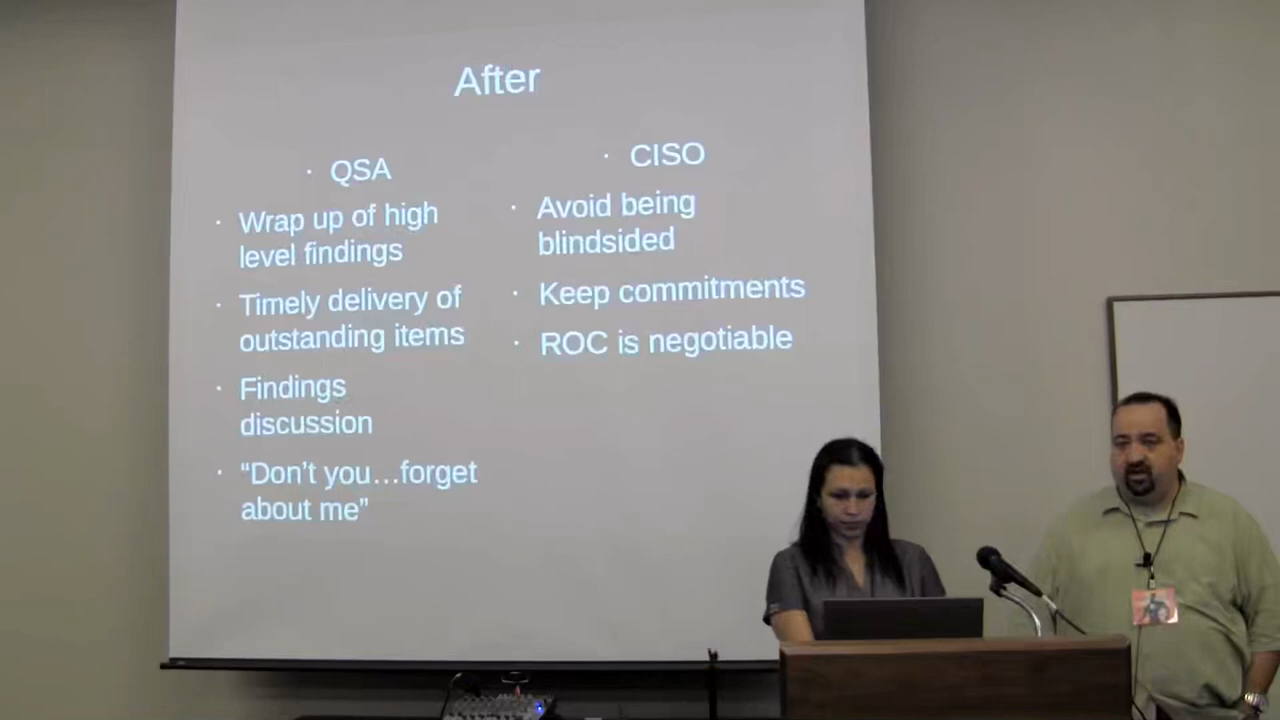 After
· QSA
· Wrap up of high
level findings
· Timely delivery of
outstanding items
· Findings
discussion
· “Don’t you…forget
about me”
· CISO
· Avoid being
blindsided
· Keep commitments
· ROC is negotiable